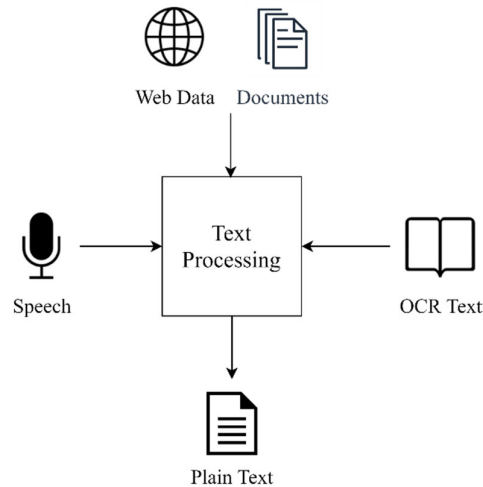 Web Data Documents
Text
Processing
Speech
OCR Text
Plain Text